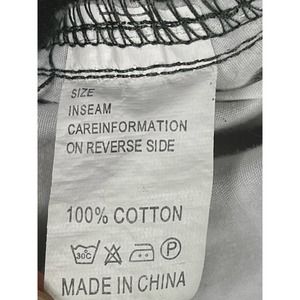 SIZE
INSEAM
CAREINFORMATION
ON REVERSE SIDE
100% COTTON
30C P
MADE IN CHINA